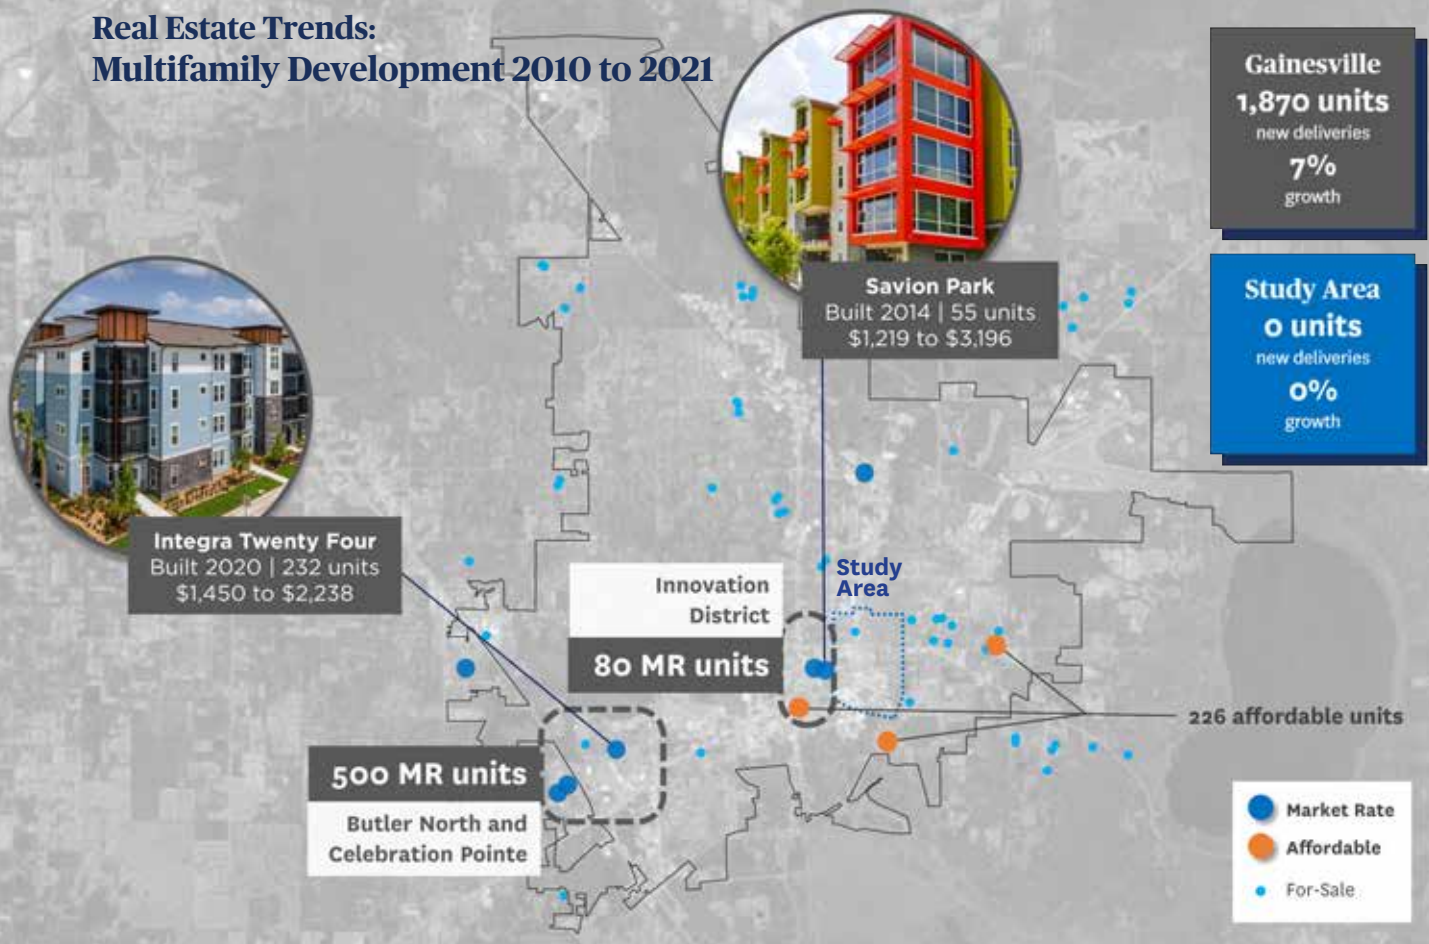 Real Estate Trends:
Multifamily Development 2010 to 2021
Gainesville
1,870 units
new deliveries
7%
growth
Study Area
0 units
new deliveries
0%
growth
Savion Park
Built 2014 | 55 units
$1,219 to $3,196
Integra Twenty Four
Built 2020 | 232 units
$1,450 to $2,238
Innovation
District
80 MR units
Study
Area
226 affordable units
500 MR units
Butler North and
Celebration Pointe
Market Rate
Affordable
For-Sale